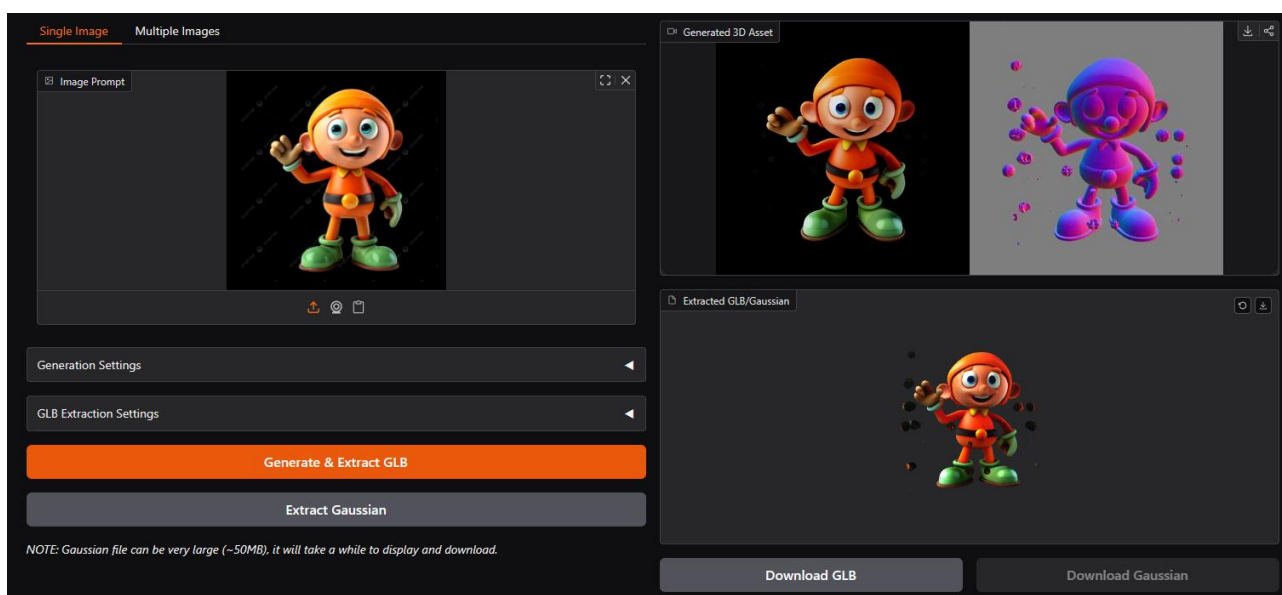 Single Image
Multiple Images
Image Prompt
Generation Settings
GLB Extraction Settings
Generate & Extract GLB
Extract Gaussian
NOTE: Gaussian file can be very large (~50MB), it will take a while to display and download.
Generated 3D Asset
Extracted GLB/Gaussian
Download GLB
Download Gaussian